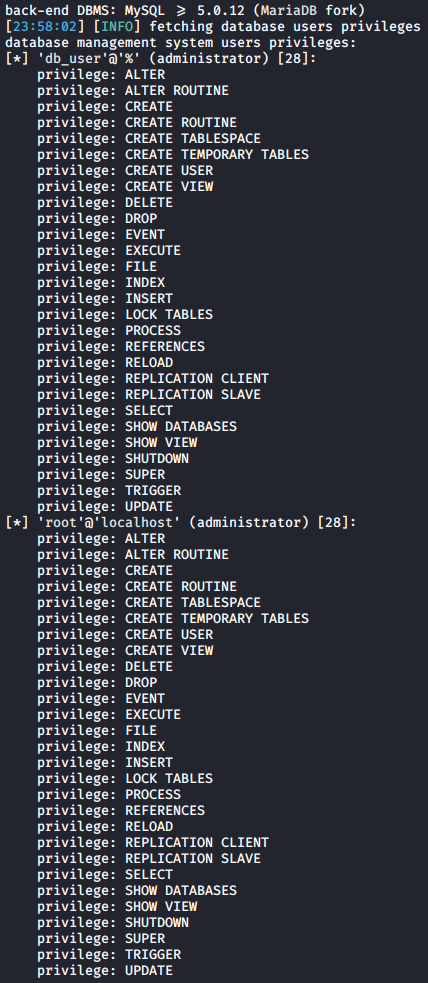 back-end DBMS: MySQL ≥ 5.0.12 (MariaDB fork)
[23:58:02] [INFO] fetching database users privileges
database management system users privileges:
[*] 'db_user'@'%' (administrator) [28]:
privilege: ALTER
privilege: ALTER ROUTINE
privilege: CREATE
privilege: CREATE ROUTINE
privilege: CREATE TABLESPACE
privilege: CREATE TEMPORARY TABLES
privilege: CREATE USER
privilege: CREATE VIEW
privilege: DELETE
privilege: DROP
privilege: EVENT
privilege: EXECUTE
privilege: FILE
privilege: INDEX
privilege: INSERT
privilege: LOCK TABLES
privilege: PROCESS
privilege: REFERENCES
privilege: RELOAD
privilege: REPLICATION CLIENT
privilege: REPLICATION SLAVE
privilege: SELECT
privilege: SHOW DATABASES
privilege: SHOW VIEW
privilege: SHUTDOWN
privilege: SUPER
privilege: TRIGGER
privilege: UPDATE
[*] 'root'@'localhost' (administrator) [28]:
privilege: ALTER
privilege: ALTER ROUTINE
privilege: CREATE
privilege: CREATE ROUTINE
privilege: CREATE TABLESPACE
privilege: CREATE TEMPORARY TABLES
privilege: CREATE USER
privilege: CREATE VIEW
privilege: DELETE
privilege: DROP
privilege: EVENT
privilege: EXECUTE
privilege: FILE
privilege: INDEX
privilege: INSERT
privilege: LOCK TABLES
privilege: PROCESS
privilege: REFERENCES
privilege: RELOAD
privilege: REPLICATION CLIENT
privilege: REPLICATION SLAVE
privilege: SELECT
privilege: SHOW DATABASES
privilege: SHOW VIEW
privilege: SHUTDOWN
privilege: SUPER
privilege: TRIGGER
privilege: UPDATE